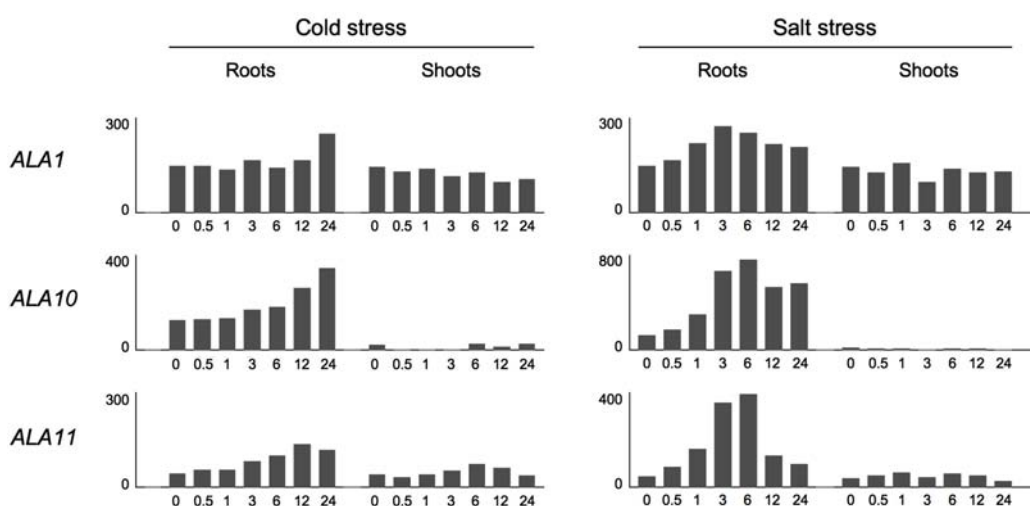 Cold stress Salt stress
Roots Shoots Roots Shoots
300 300
ALA1
0 0
0 0.5 1 3 6 12 24 0 0.5 1 3 6 12 24 0 0.5 1 3 6 12 24 0 0.5 1 3 6 12 24
400 800
ALA10
0 0
0 0.5 1 3 6 12 24 0 0.5 1 3 6 12 24 0 0.5 1 3 6 12 24 0 0.5 1 3 6 12 24
300 400
ALA11
0 0
0 0.5 1 3 6 12 24 0 0.5 1 3 6 12 24 0 0.5 1 3 6 12 24 0 0.5 1 3 6 12 24